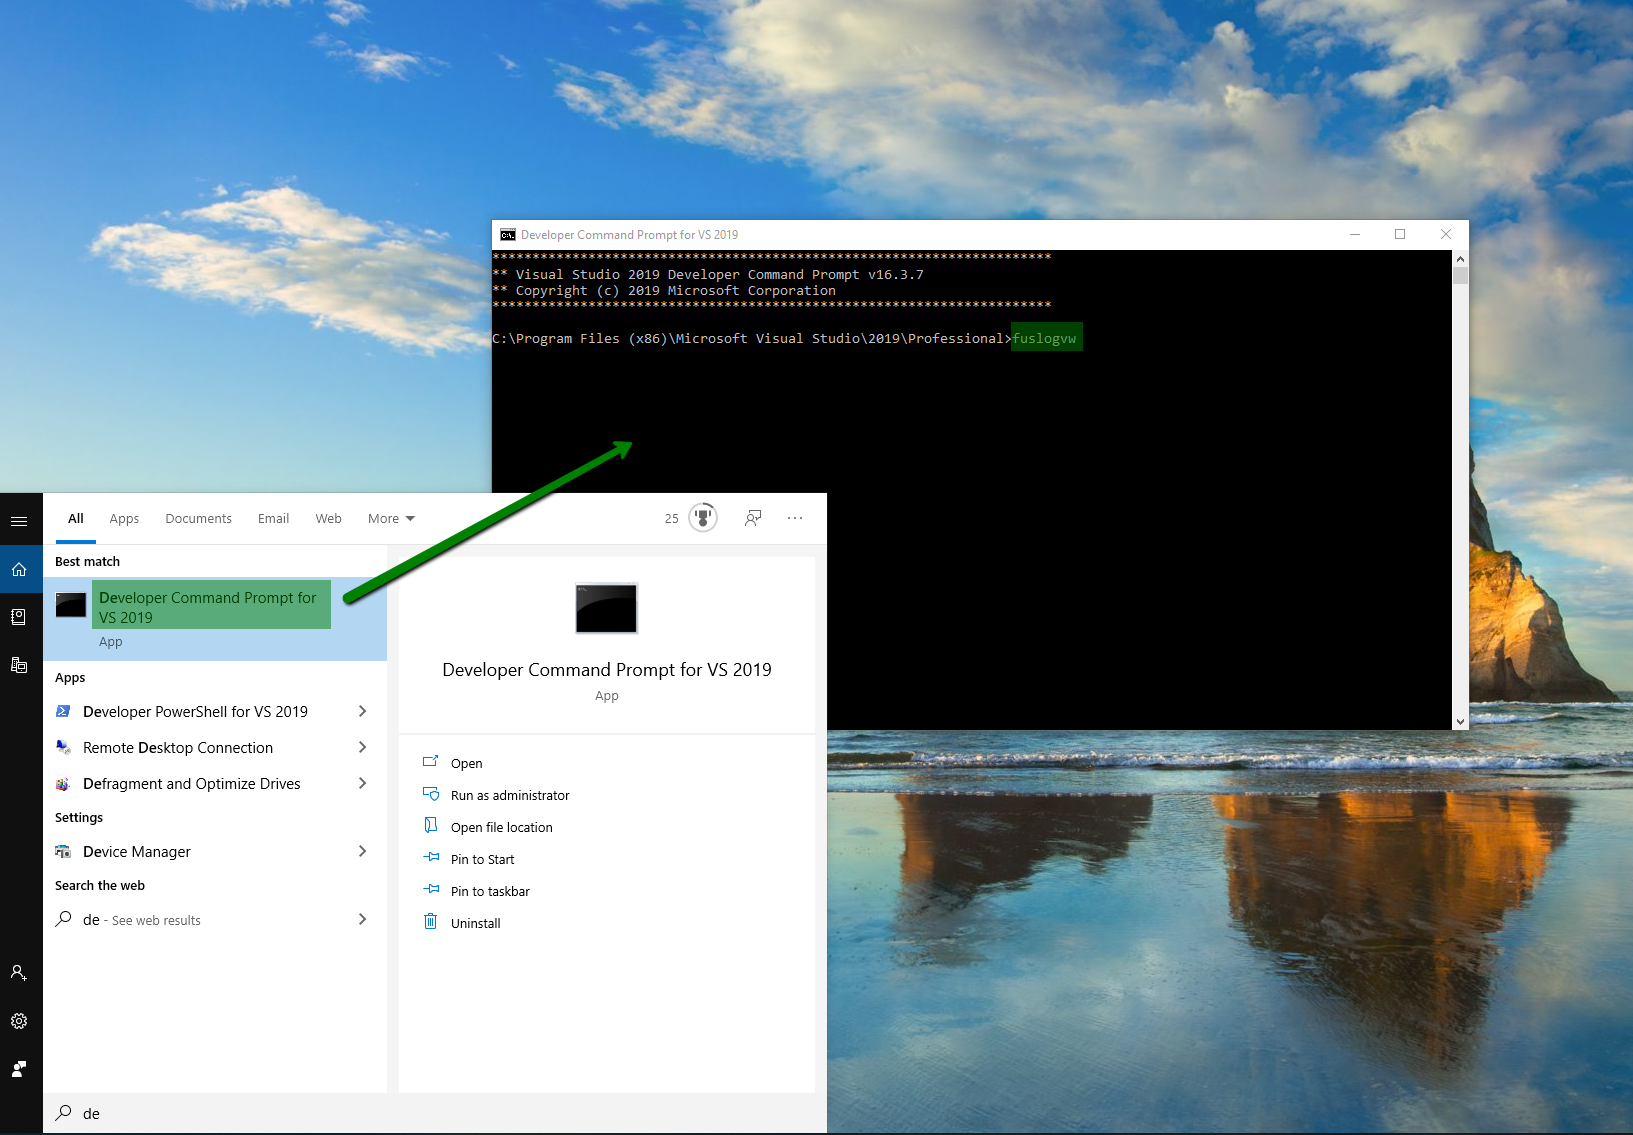 Developer Command Prompt for VS 2019
**********************************************************************
** Visual Studio 2019 Developer Command Prompt v16.3.7
** Copyright (c) 2019 Microsoft Corporation
**********************************************************************
C:\Program Files (x86)\Microsoft Visual Studio\2019\Professional>fuslogvw
All Apps Documents Email Web More 25
Best match
Developer Command Prompt for
VS 2019
App
Apps
Developer PowerShell for VS 2019
Remote Desktop Connection
Defragment and Optimize Drives
Settings
Device Manager
Search the web
de - See web results
Developer Command Prompt for VS 2019
App
Open
Run as administrator
Open file location
Pin to Start
Pin to taskbar
Uninstall
de